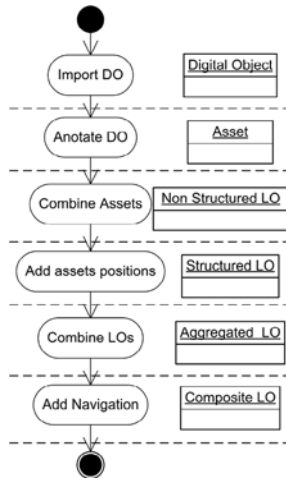 Import DO
Digital Object
Anotate DO
Asset
Combine Assets
Non Structured LO
Add assets positions
Structured LO
Combine LOs
Aggregated LO
Add Navigation
Composite LO